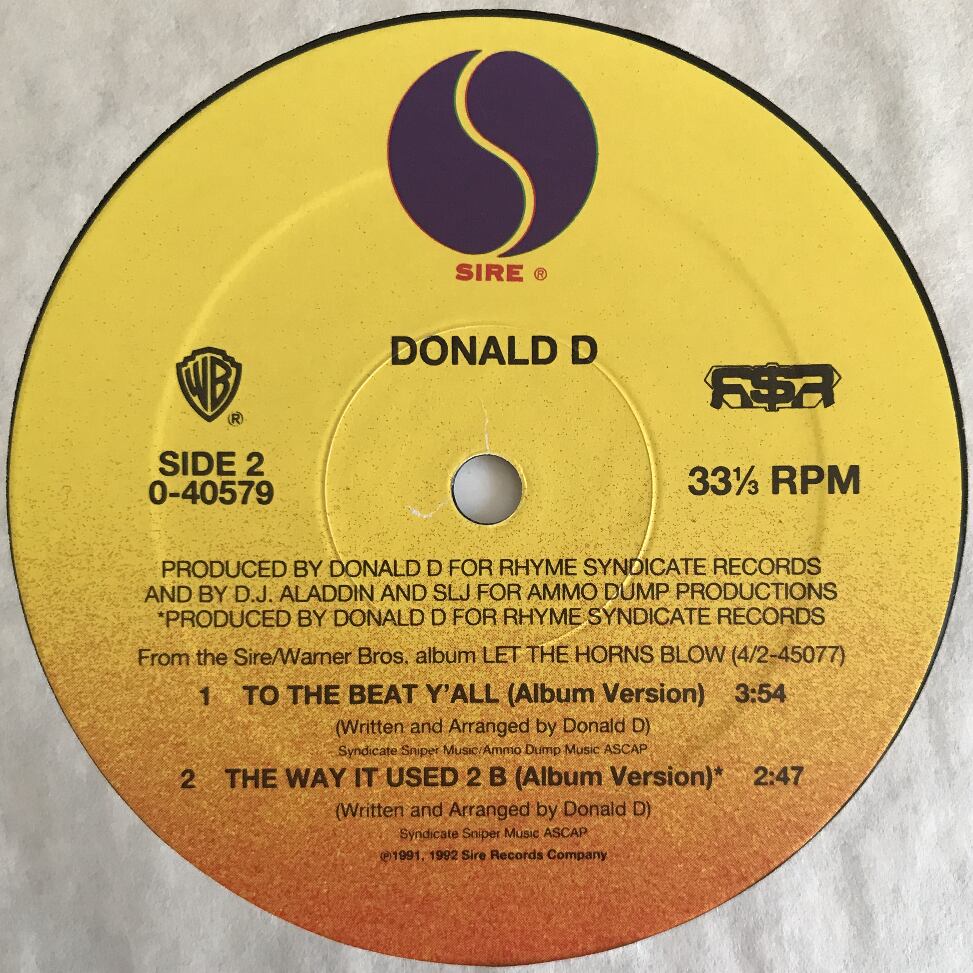 SIRE ®
DONALD D
WB ®
R$R
SIDE 2
0-40579
33⅓ RPM
PRODUCED BY DONALD D FOR RHYME SYNDICATE RECORDS
AND BY D.J. ALADDIN AND SLJ FOR AMMO DUMP PRODUCTIONS
*PRODUCED BY DONALD D FOR RHYME SYNDICATE RECORDS
From the Sire/Warner Bros. album LET THE HORNS BLOW (4/2-45077)
1 TO THE BEAT Y'ALL (Album Version) 3:54
(Written and Arranged by Donald D)
Syndicate Sniper Music/Ammo Dump Music ASCAP
2 THE WAY IT USED 2 B (Album Version)* 2:47
(Written and Arranged by Donald D)
Syndicate Sniper Music ASCAP
℗1991, 1992 Sire Records Company